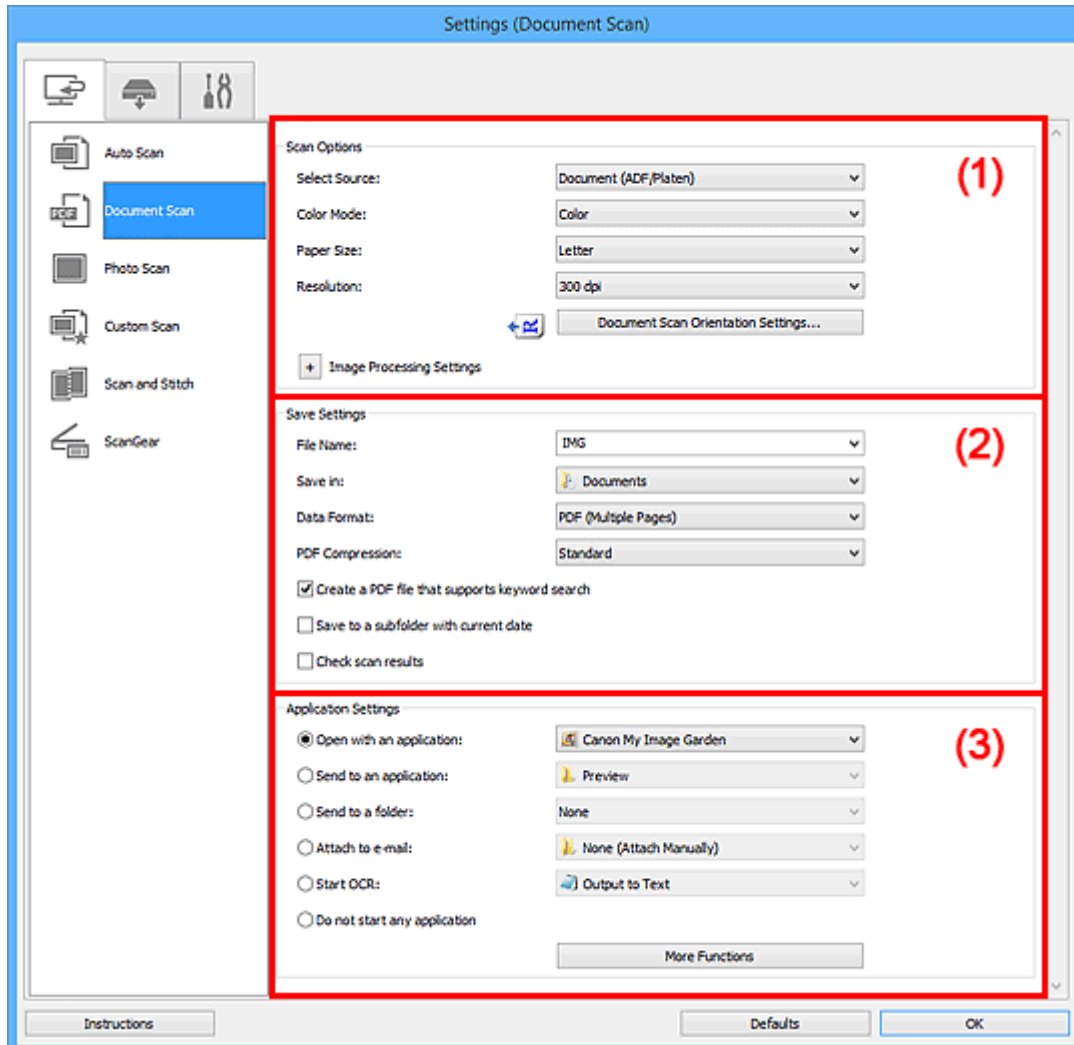 Settings (Document Scan)
Auto Scan
PDF Document Scan
Photo Scan
Custom Scan
Scan and Stitch
ScanGear
Scan Options
(1)
Select Source: Document (ADF/Platen)
Color Mode: Color
Paper Size: Letter
Resolution: 300 dpi
R Document Scan Orientation Settings...
+ Image Processing Settings
Save Settings
(2)
File Name: IMG
Save in: Documents
Data Format: PDF (Multiple Pages)
PDF Compression: Standard
Create a PDF file that supports keyword search
Save to a subfolder with current date
Check scan results
Application Settings
(3)
Open with an application: Canon My Image Garden
Send to an application: Preview
Send to a folder: None
Attach to e-mail: None (Attach Manually)
Start OCR: Output to Text
Do not start any application
More Functions
Instructions Defaults OK